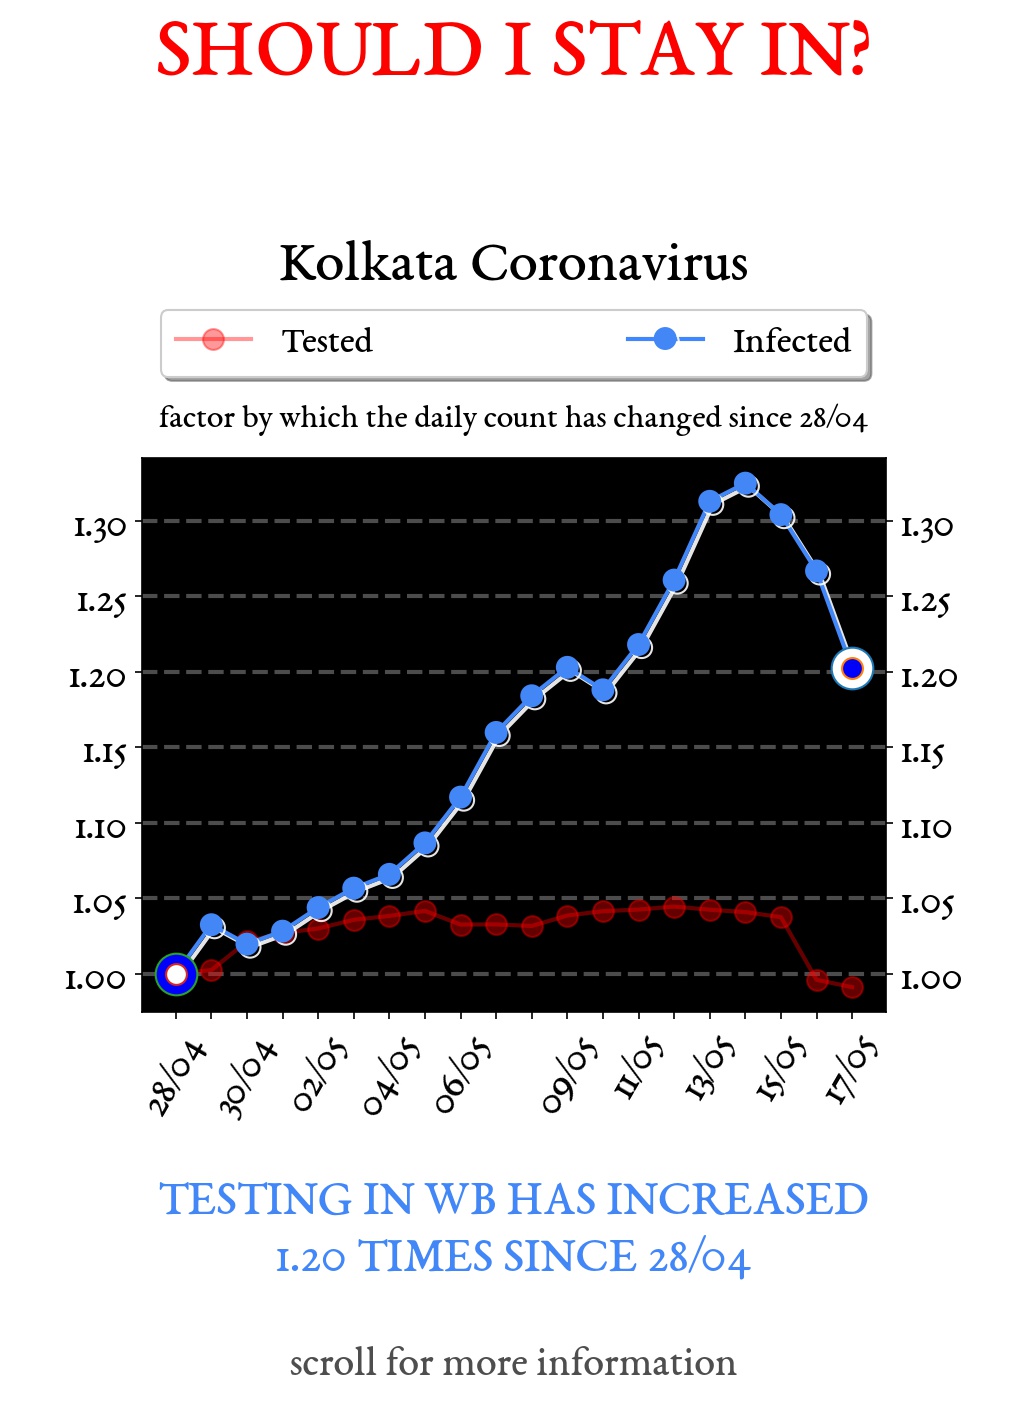 SHOULD I STAY IN?
Kolkata Coronavirus
Tested Infected
factor by which the daily count has changed since 28/04
1.30 1.30
1.25 1.25
1.20 1.20
1.15 1.15
1.10 1.10
1.05 1.05
1.00 1.00
28/04 30/04 02/05 04/05 06/05 09/05 11/05 13/05 15/05 17/05
TESTING IN WB HAS INCREASED
1.20 TIMES SINCE 28/04
scroll for more information